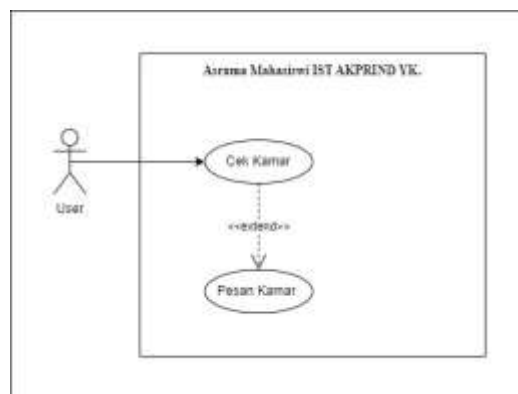 Asrama Mahasiswi IST AKPRIND YK.
Cek Kamar
User
<<extend>>
Pesan Kamar